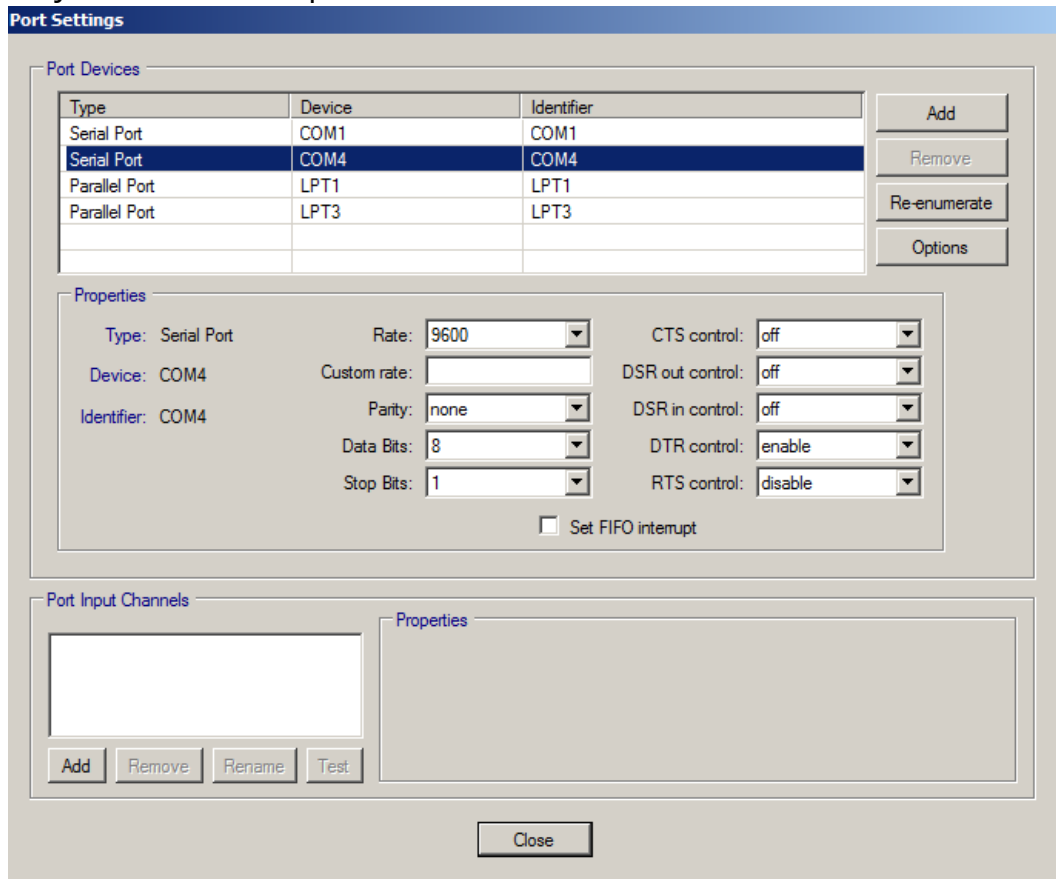 Port Settings
Port Devices
Type Device Identifier
Serial Port COM1 COM1
Serial Port COM4 COM4
Parallel Port LPT1 LPT1
Parallel Port LPT3 LPT3
Add
Remove
Re-enumerate
Options
Properties
Type: Serial Port Rate: 9600 CTS control: off
Device: COM4 Custom rate: DSR out control: off
Identifier: COM4 Parity: none DSR in control: off
Data Bits: 8 DTR control: enable
Stop Bits: 1 RTS control: disable
Set FIFO interrupt
Port Input Channels
Properties
Add Remove Rename Test
Close